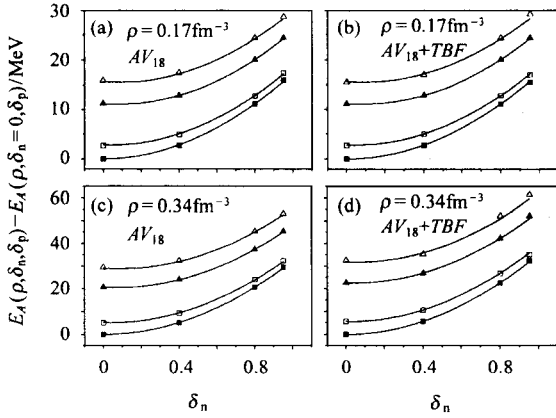 30
20
10
0
(a) ρ = 0.17fm⁻³
AV₁₈
(b) ρ = 0.17fm⁻³
AV₁₈+TBF
60
40
20
0
(c) ρ = 0.34fm⁻³
AV₁₈
(d) ρ = 0.34fm⁻³
AV₁₈+TBF
0 0.4 0.8 0 0.4 0.8
δₙ δₙ
E_A(ρ,δₙ,δₚ)−E_A(ρ,δₙ=0,δₚ)/MeV